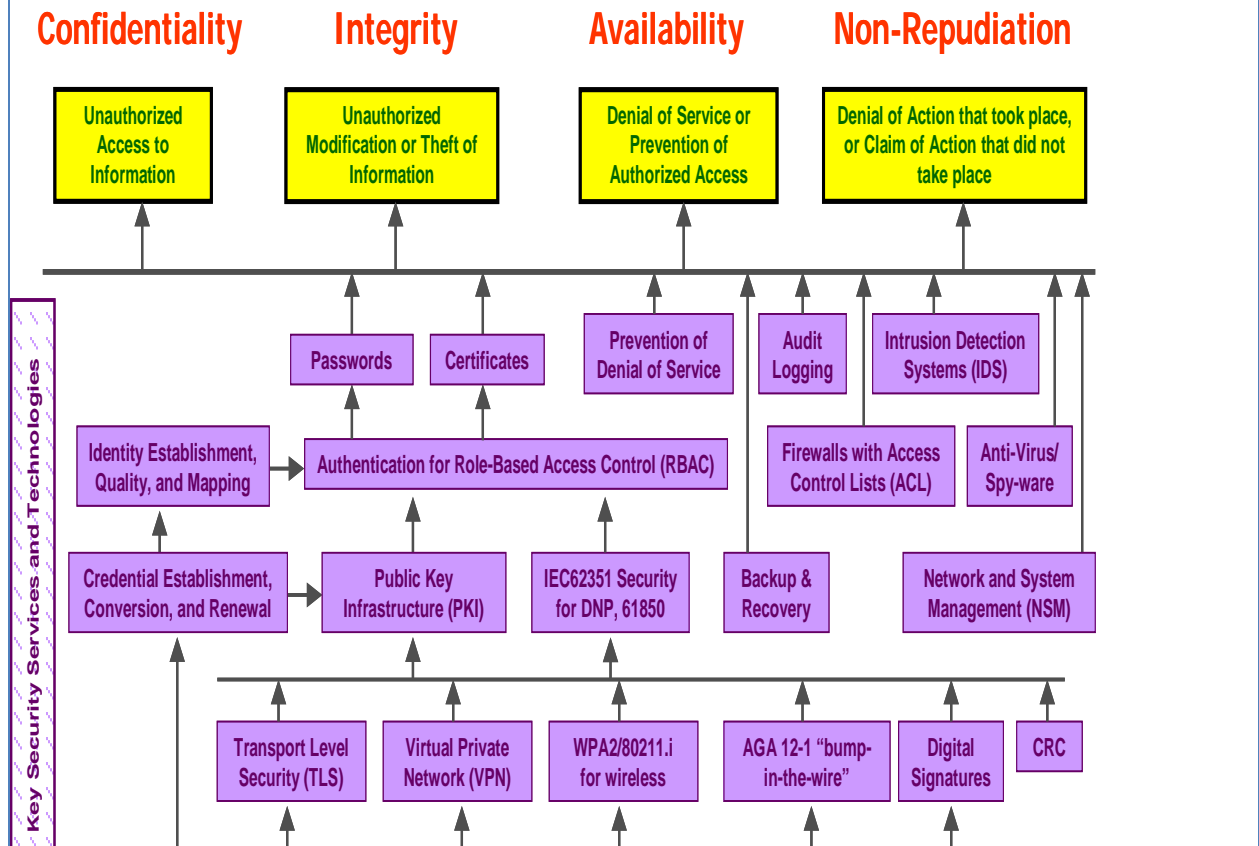 Confidentiality
Integrity
Availability
Non-Repudiation
Unauthorized
Access to
Information
Unauthorized
Modification or Theft of
Information
Denial of Service or
Prevention of
Authorized Access
Denial of Action that took place,
or Claim of Action that did not
take place
Key Security Services and Technologies
Passwords
Certificates
Prevention of
Denial of Service
Audit
Logging
Intrusion Detection
Systems (IDS)
Identity Establishment,
Quality, and Mapping
Authentication for Role-Based Access Control (RBAC)
Firewalls with Access
Control Lists (ACL)
Anti-Virus/
Spy-ware
Credential Establishment,
Conversion, and Renewal
Public Key
Infrastructure (PKI)
IEC62351 Security
for DNP, 61850
Backup &
Recovery
Network and System
Management (NSM)
Transport Level
Security (TLS)
Virtual Private
Network (VPN)
WPA2/80211.i
for wireless
AGA 12-1 “bump-
in-the-wire”
Digital
Signatures
CRC